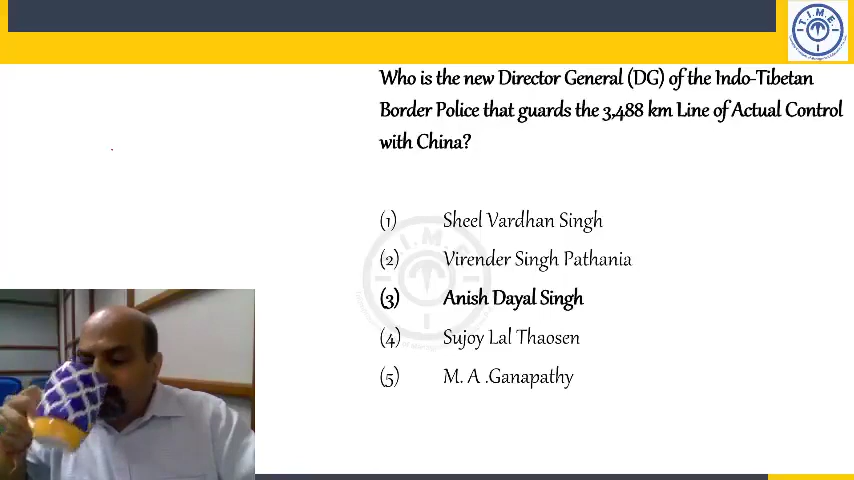 T.I.M.E.
Who is the new Director General (DG) of the Indo-Tibetan
Border Police that guards the 3,488 km Line of Actual Control
with China?
(1) Sheel Vardhan Singh
(2) Virender Singh Pathania
(3) Anish Dayal Singh
(4) Sujoy Lal Thaosen
(5) M. A .Ganapathy